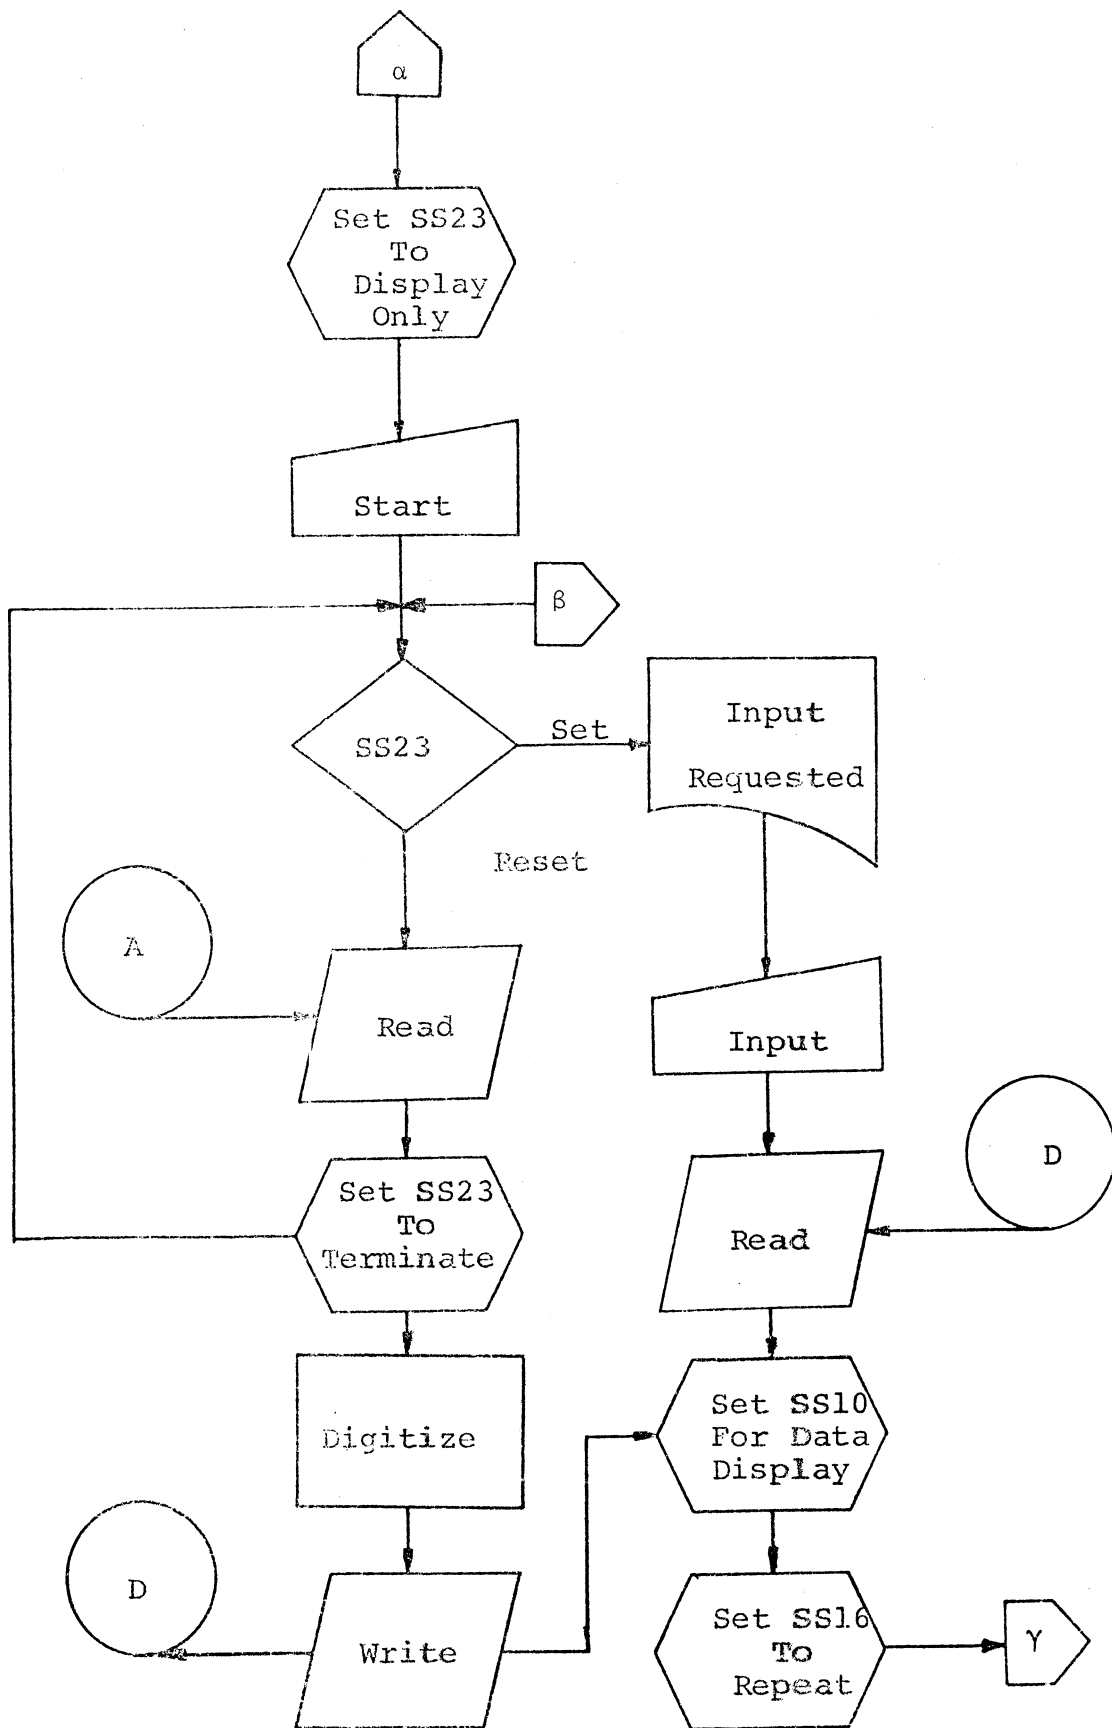 α
Set SS23
To
Display
Only
Start
β
SS23
Set
Input
Requested
Reset
A
Read
Input
D
Set SS23
To
Terminate
Read
Digitize
Set SS10
For Data
Display
D
Write
Set SS16
To
Repeat
γ